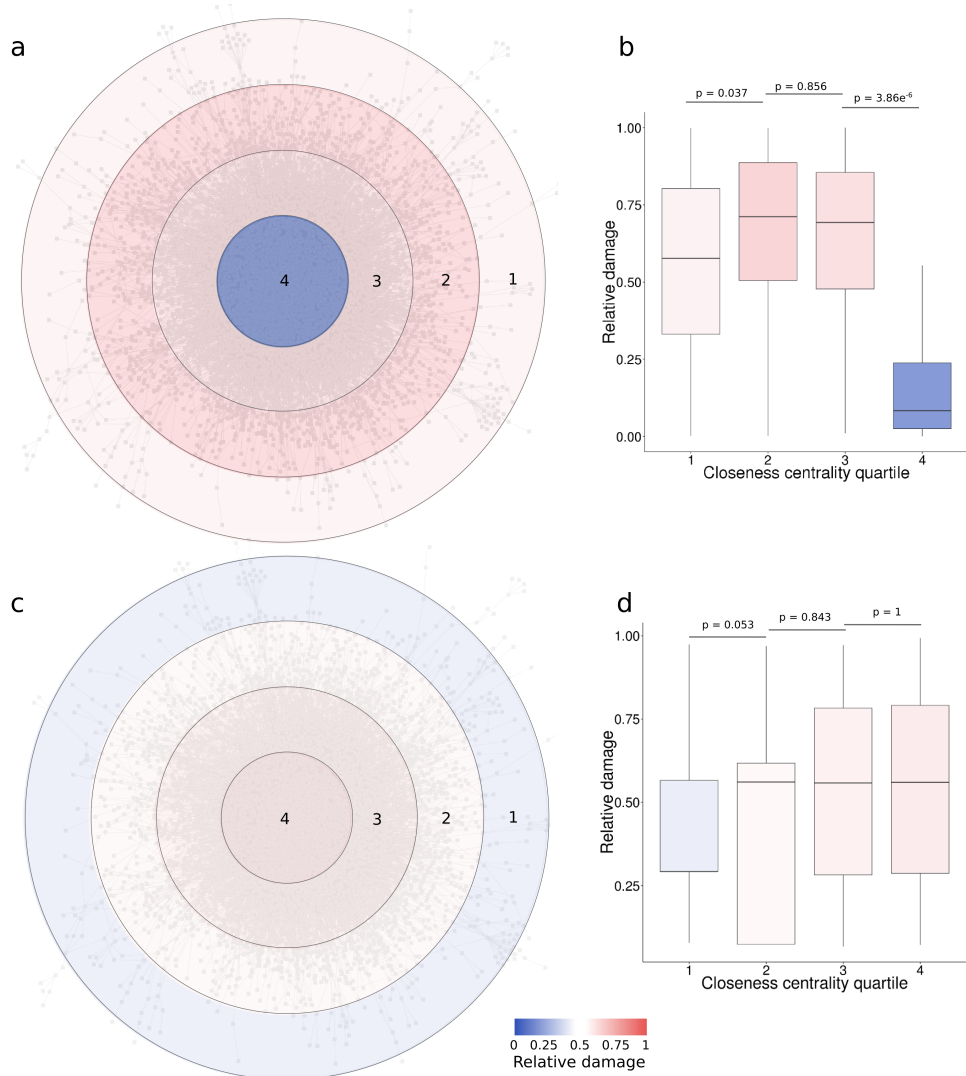 a
4
3
2
1
b
p = 0.037
p = 0.856
p = 3.86e-6
1.00
0.75
0.50
0.25
0.00
Relative damage
1
2
3
4
Closeness centrality quartile
c
4
3
2
1
d
p = 0.053
p = 0.843
p = 1
1.00
0.75
0.50
0.25
Relative damage
1
2
3
4
Closeness centrality quartile
0 0.25 0.5 0.75 1
Relative damage